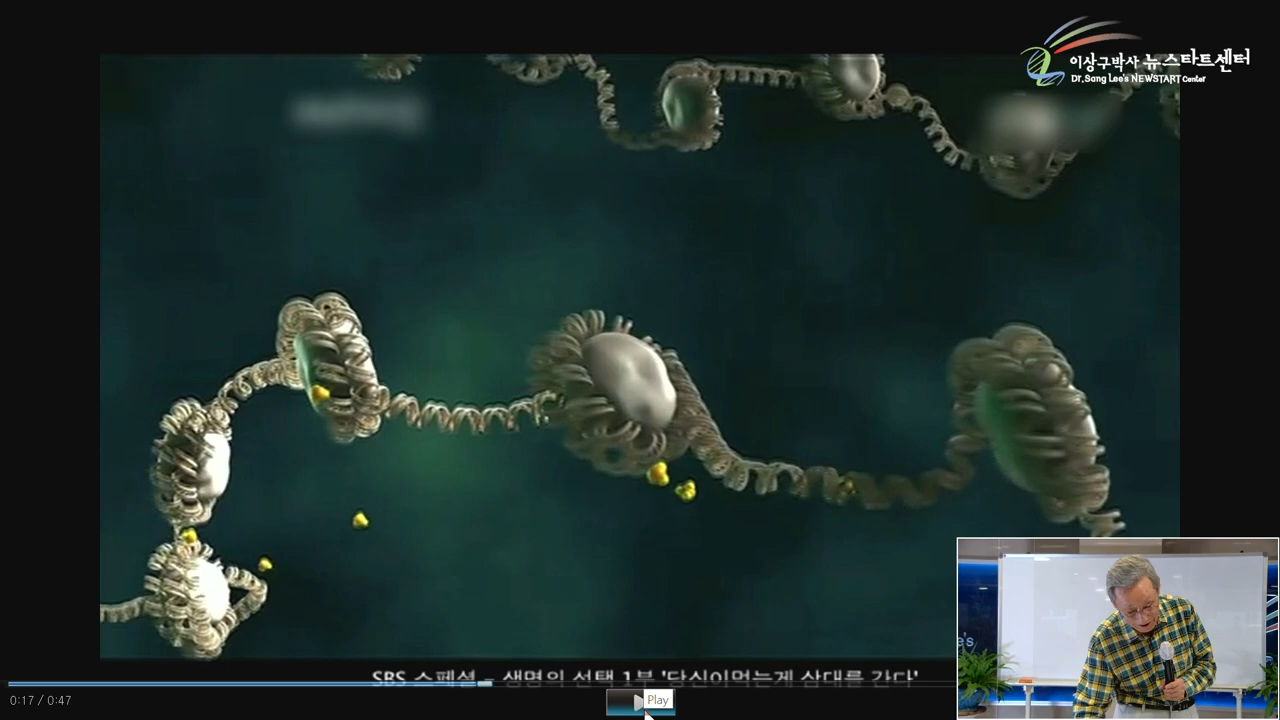 이상구박사 뉴스타트센터
Dr. Sang Lee's NEWSTART Center
SBS 스페셜 - 생명의 선택 1부 '당신이먹는게 삼대를 간다'
0:17 / 0:47
Play